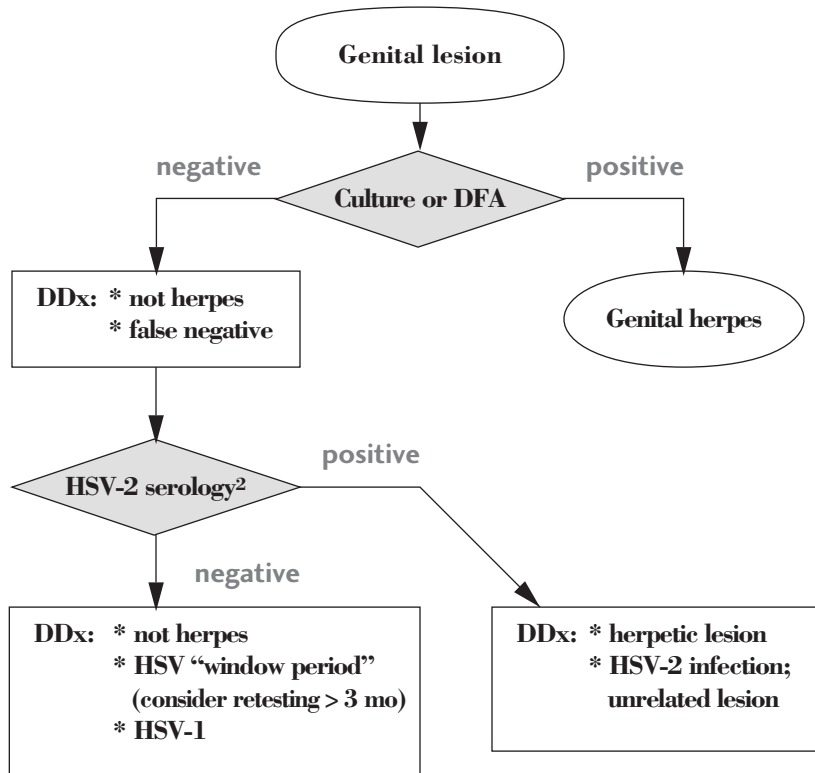 Genital lesion
negative
positive
Culture or DFA
DDx: * not herpes
* false negative
Genital herpes
positive
HSV-2 serology²
negative
DDx: * not herpes
* HSV “window period”
(consider retesting > 3 mo)
* HSV-1
DDx: * herpetic lesion
* HSV-2 infection;
unrelated lesion